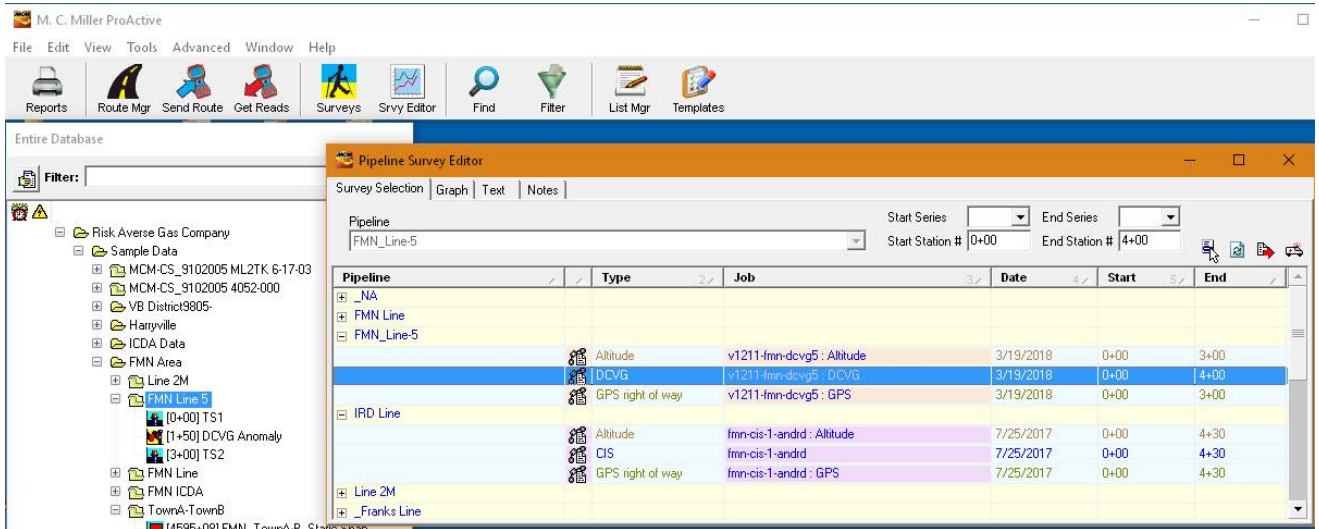 M. C. Miller ProActive
File Edit View Tools Advanced Window Help
Reports Route Mgr Send Route Get Reads Surveys Srvy Editor Find Filter List Mgr Templates
Entire Database
Filter:
Risk Averse Gas Company
Sample Data
MCM-CS_9102005 ML2TK 6-17-03
MCM-CS_9102005 4052-000
VB District9805-
Harryville
ICDA Data
FMN Area
Line 2M
FMN Line 5
[0+00] TS1
[1+50] DCVG Anomaly
[3+00] TS2
FMN Line
FMN ICDA
TownA-TownB
Pipeline Survey Editor
Survey Selection Graph Text Notes
Pipeline Start Series End Series
FMN_Line-5 Start Station # 0+00 End Station # 4+00
Pipeline Type 2 Job 3 Date 4 Start 5 End
_NA
FMN Line
FMN_Line-5
Altitude v1211-fmn-dcvg5 : Altitude 3/19/2018 0+00 3+00
DCVG v1211-fmn-dcvg5 : DCVG 3/19/2018 0+00 4+00
GPS right of way v1211-fmn-dcvg5 : GPS 3/19/2018 0+00 3+00
IRD Line
Altitude fmn-cis-1-andrd : Altitude 7/25/2017 0+00 4+30
CIS fmn-cis-1-andrd 7/25/2017 0+00 4+30
GPS right of way fmn-cis-1-andrd : GPS 7/25/2017 0+00 4+30
Line 2M
_Franks Line